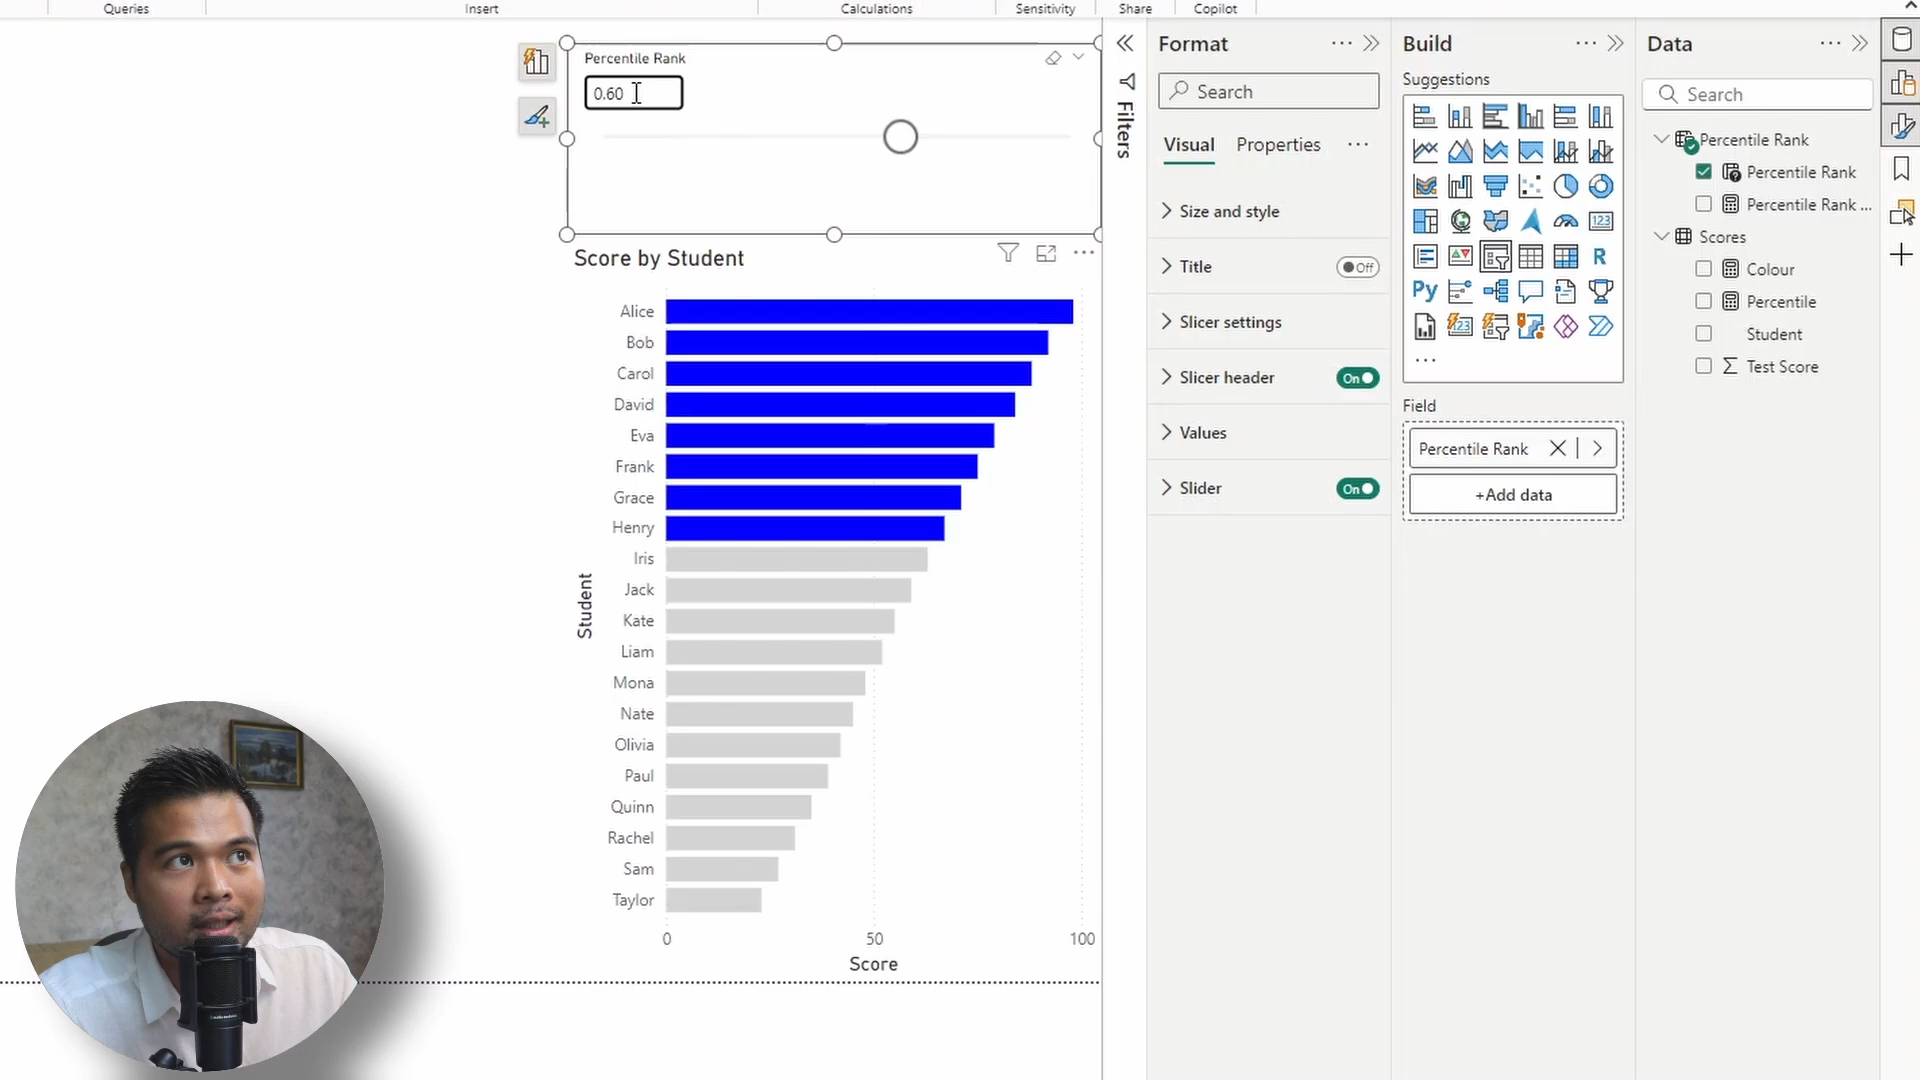 Queries Insert Calculations Sensitivity Share Copilot
Percentile Rank
0.60
Score by Student
Student
Alice
Bob
Carol
David
Eva
Frank
Grace
Henry
Iris
Jack
Kate
Liam
Mona
Nate
Olivia
Paul
Quinn
Rachel
Sam
Taylor
0 50 100
Score
Filters
Format
Search
Visual Properties
Size and style
Title Off
Slicer settings
Slicer header On
Values
Slider On
Build
Suggestions
123
R
Py
123
Field
Percentile Rank
+Add data
Data
Search
Percentile Rank
Percentile Rank
Percentile Rank ...
Scores
Colour
Percentile
Student
Σ Test Score